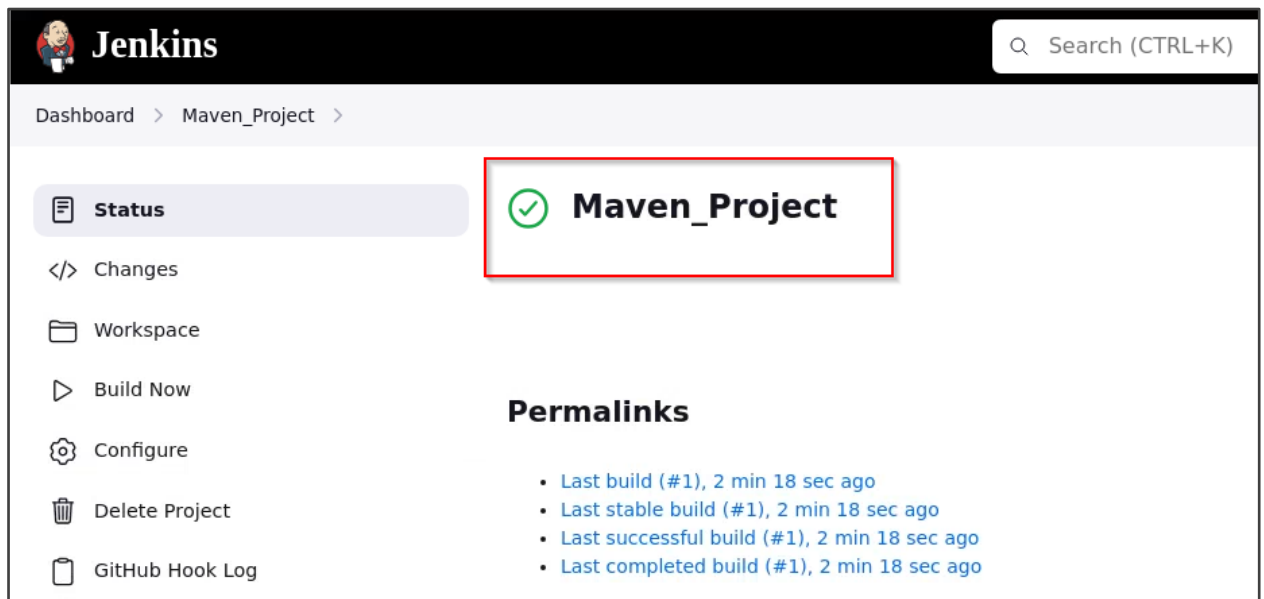 Jenkins
Search (CTRL+K)
Dashboard > Maven_Project >
Status
Changes
Workspace
Build Now
Configure
Delete Project
GitHub Hook Log
Maven_Project
Permalinks
• Last build (#1), 2 min 18 sec ago
• Last stable build (#1), 2 min 18 sec ago
• Last successful build (#1), 2 min 18 sec ago
• Last completed build (#1), 2 min 18 sec ago